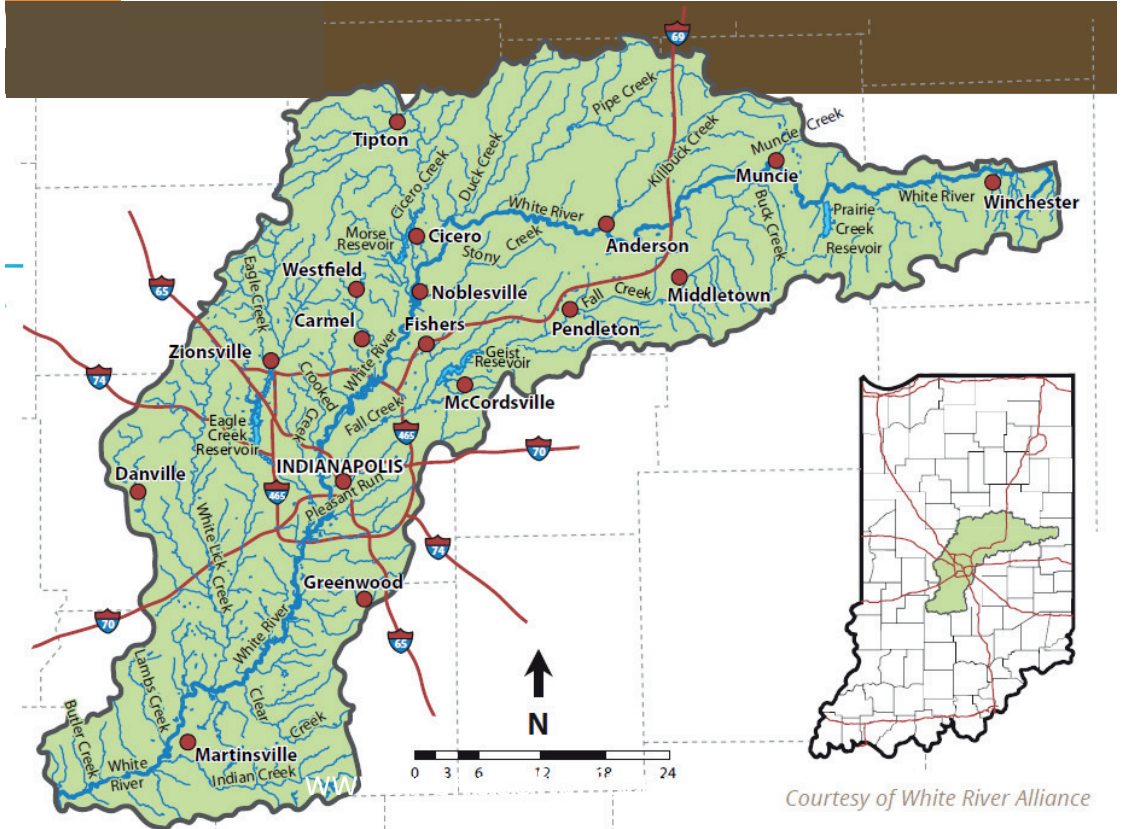 69
Pipe Creek
Tipton
Muncie Creek
Killbuck Creek
Duck Creek
Cicero Creek
Muncie
Winchester
White River
White River
Buck Creek
Prairie
Creek
Resevoir
Morse
Resevoir
Cicero
Stony
Creek
Anderson
Eagle Creek
Westfield
Noblesville
Fall Creek
Middletown
65
Carmel
Fishers
Pendleton
Zionsville
White River
Geist
Resevoir
74
Crooked
Creek
McCordsville
Eagle
Creek
Reservoir
Fall Creek
465
70
Danville
INDIANAPOLIS
465
Pleasant Run
White Lick Creek
74
Greenwood
70
White River
65
Lambs Creek
Clear
Creek
Butler Creek
N
Martinsville
White
River
Indian Creek
0 3 6 12 18 24
www.
Courtesy of White River Alliance